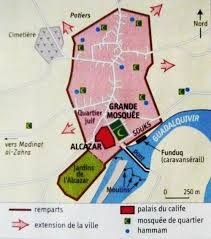 Potiers
Nord
Cimetière
Quartier
juif
GRANDE
MOSQUÉE
GUADALQUIVIR
SOUKS
vers Madinat
al-Zahra
ALCAZAR
Funduq
(caravansérail)
Jardins
de l'Alcazar
Moulins
0 250 m
remparts
extension de la ville
palais du calife
mosquée de quartier
hammam